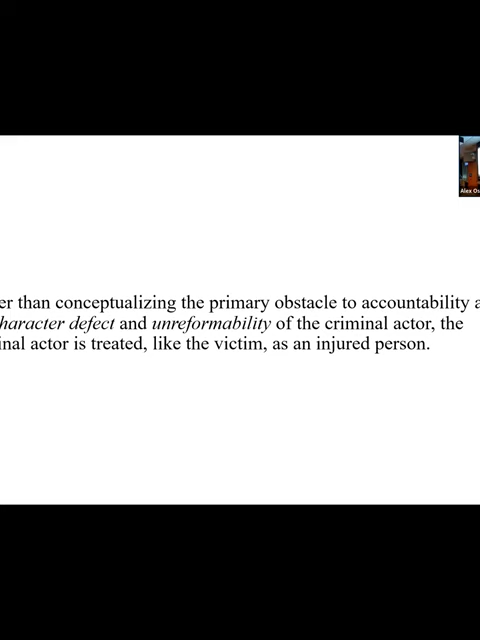 er than conceptualizing the primary obstacle to accountability a
haracter defect and unreformability of the criminal actor, the
inal actor is treated, like the victim, as an injured person.
Alex Os